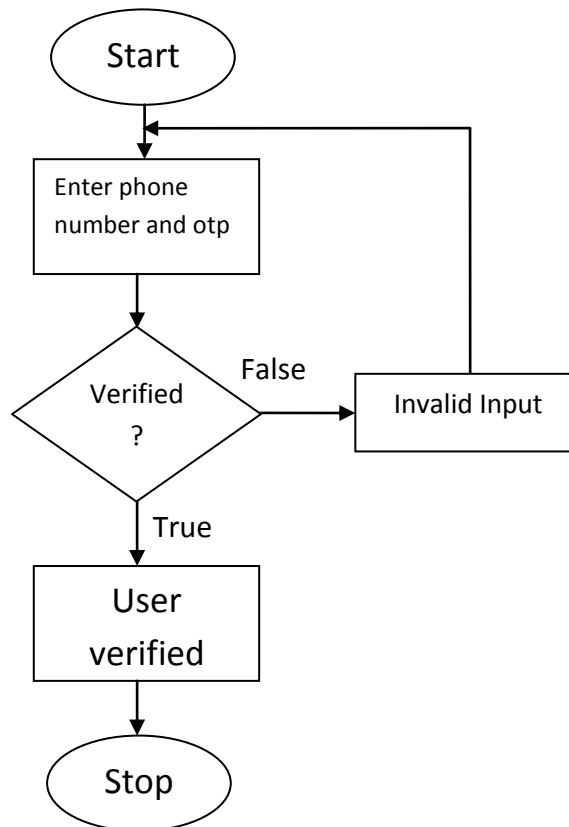 Start
Enter phone
number and otp
False
Verified
?
Invalid Input
True
User
verified
Stop